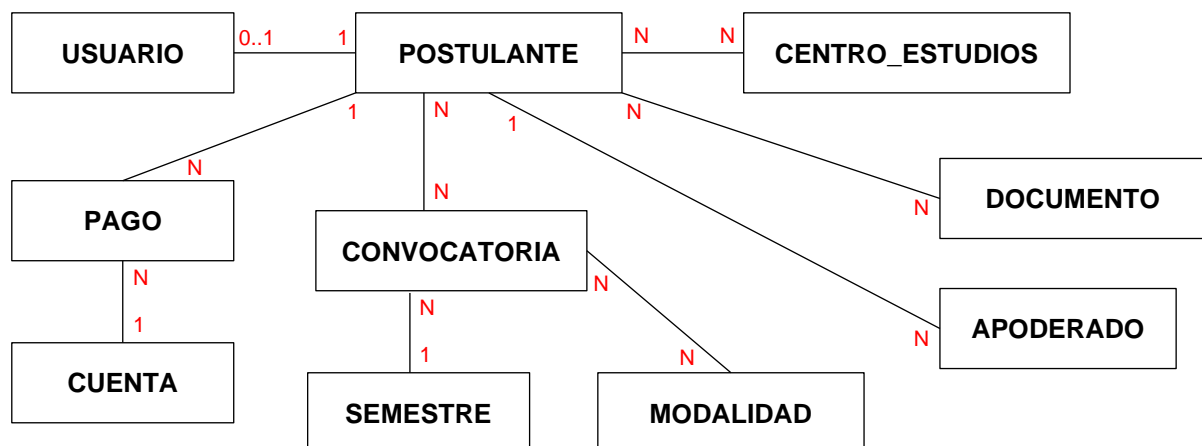 USUARIO
0..1
1
POSTULANTE
N
N
CENTRO_ESTUDIOS
1
N
1
N
N
PAGO
N
N
DOCUMENTO
N
CONVOCATORIA
N
1
CUENTA
N
1
SEMESTRE
N
N
MODALIDAD
N
APODERADO